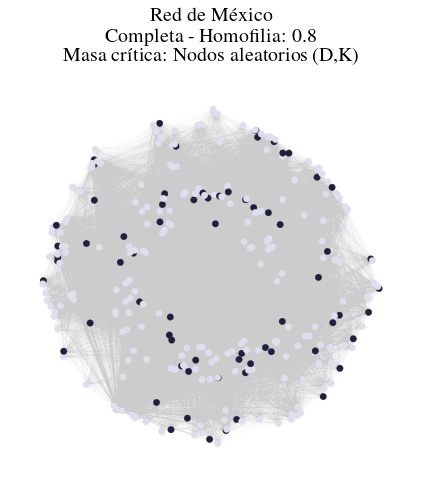 Red de México
Completa - Homofilia: 0.8
Masa crítica: Nodos aleatorios (D,K)